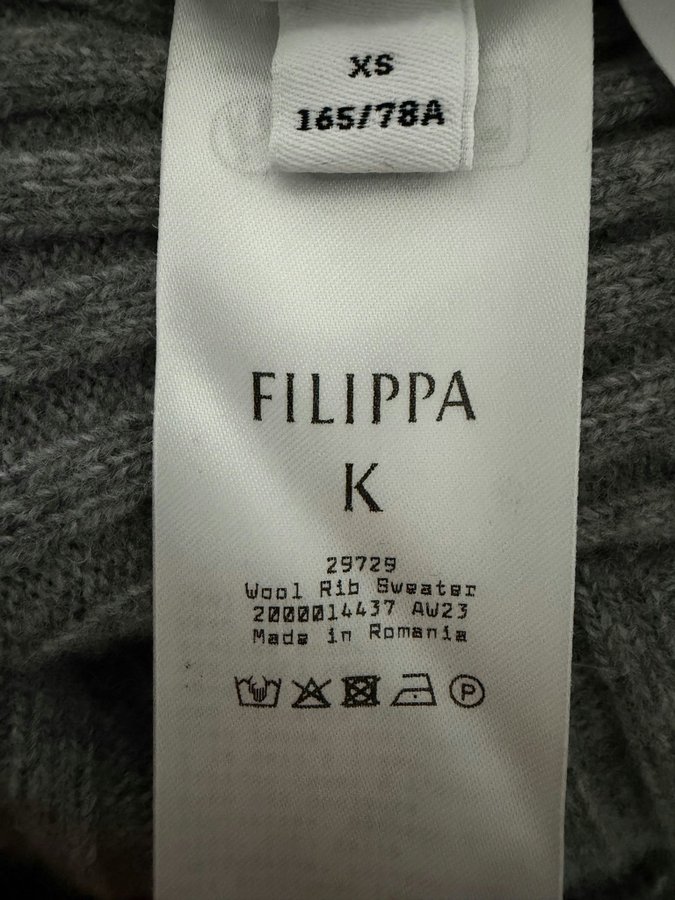 XS
165/78A
FILIPPA
K
29729
Wool Rib Sweater
2000014437 AW23
Made in Romania
P